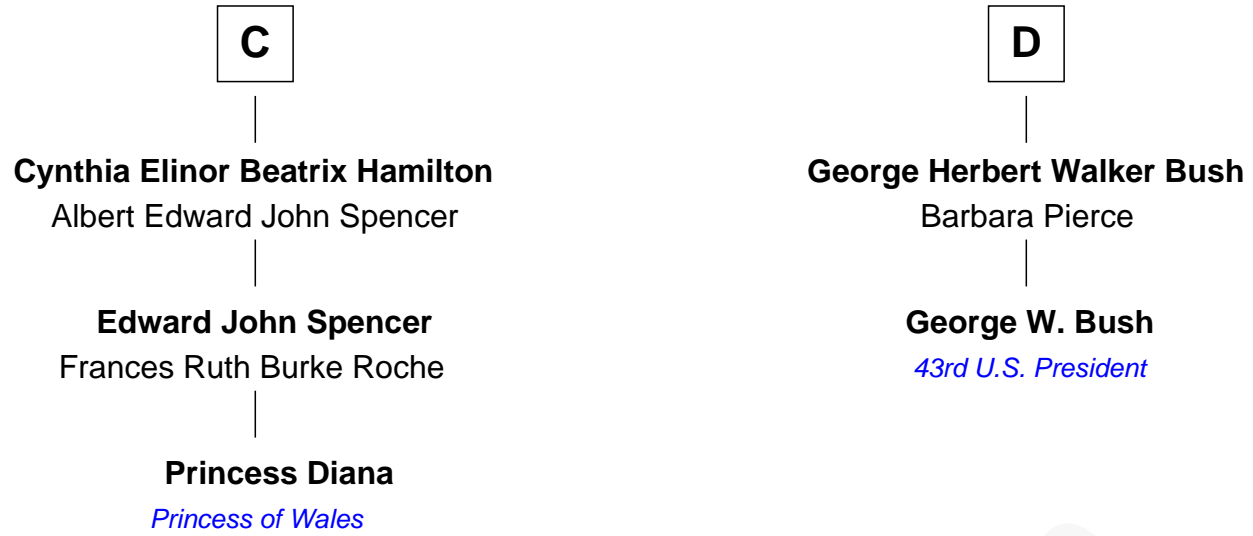 C
Cynthia Elinor Beatrix Hamilton
Albert Edward John Spencer
Edward John Spencer
Frances Ruth Burke Roche
Princess Diana
Princess of Wales
D
George Herbert Walker Bush
Barbara Pierce
George W. Bush
43rd U.S. President